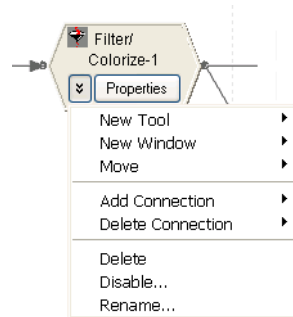 Filter/
Colorize-1
Properties
New Tool
New Window
Move
Add Connection
Delete Connection
Delete
Disable...
Rename...